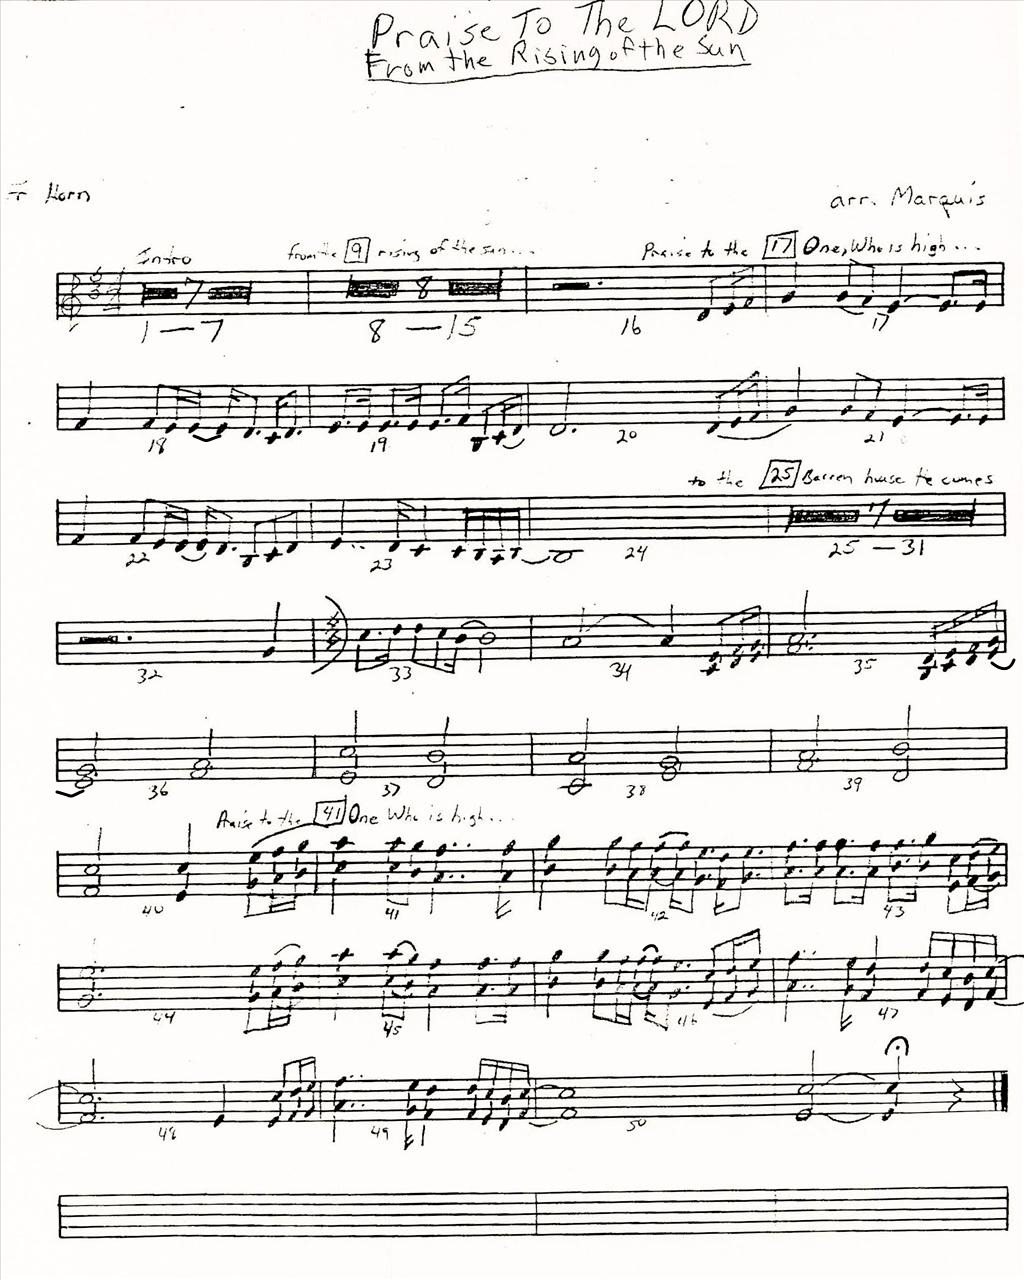 Praise To The LORD
From the Rising of the Sun
F Horn
arr. Marquis
Intro from the 9 rising of the sun... Praise to the 17 One, Who is high...
7 8
1—7 8—15 16 17
18 19 20 21
to the 25 Barren house He comes
7
22 23 24 25—31
32 33 34 35
36 37 38 39
Praise to the 41 One Who is high...
40 41 42 43
44 45 46 47
48 49 50